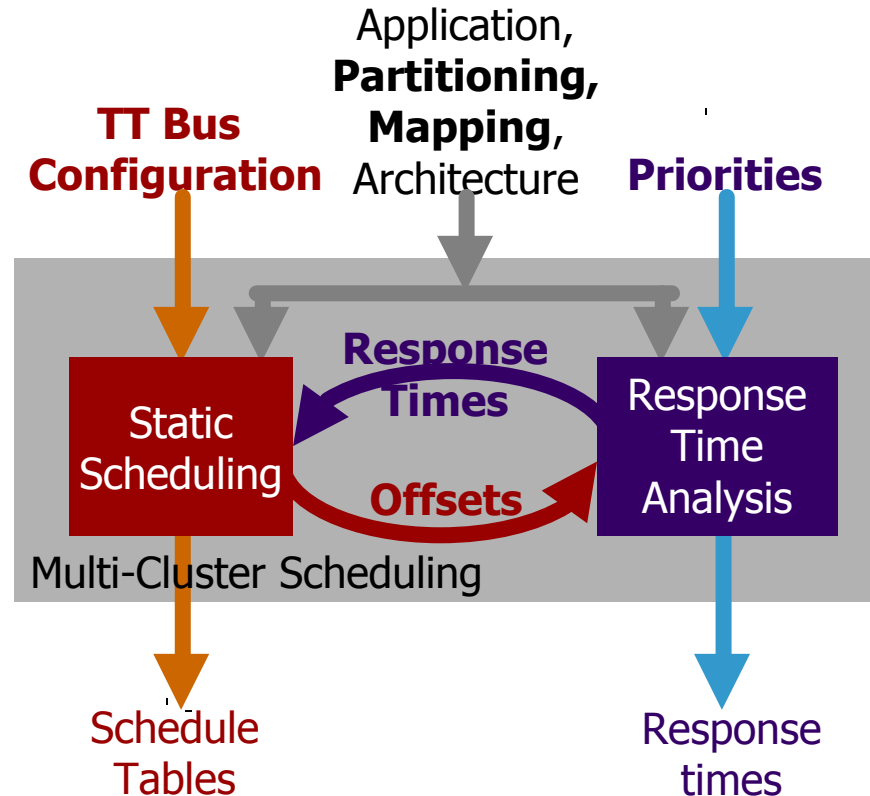 Application,
Partitioning,
Mapping,
Architecture
TT Bus
Configuration
Priorities
Response
Times
Static
Scheduling
Response
Time
Analysis
Offsets
Multi-Cluster Scheduling
Schedule
Tables
Response
times